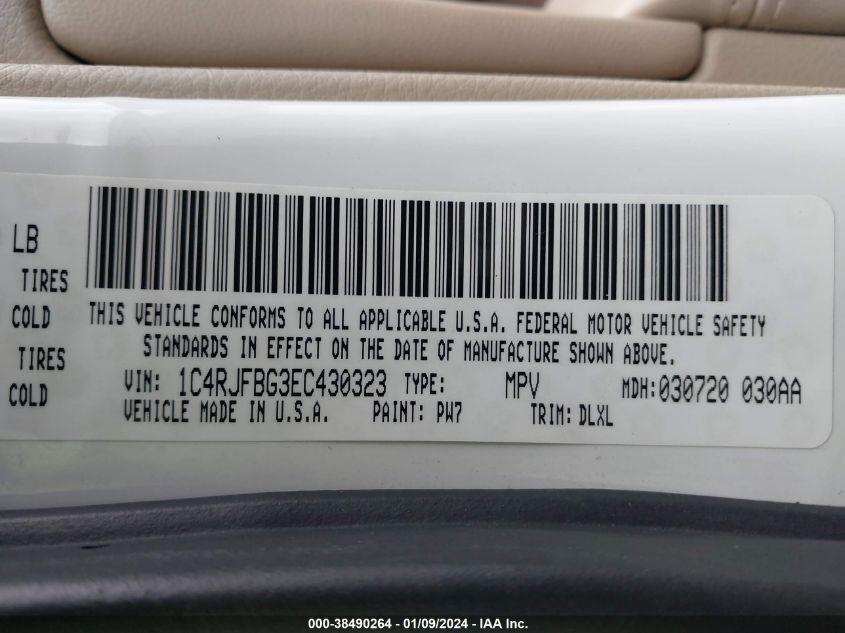 LB
TIRES
COLD
TIRES
COLD
THIS VEHICLE CONFORMS TO ALL APPLICABLE U.S.A. FEDERAL MOTOR VEHICLE SAFETY
STANDARDS IN EFFECT ON THE DATE OF MANUFACTURE SHOWN ABOVE.
VIN: 1C4RJFBG3EC430323 TYPE: MPV MDH:030720 030AA
VEHICLE MADE IN U.S.A. PAINT: PW7 TRIM: DLXL
000-38490264 - 01/09/2024 - IAA Inc.